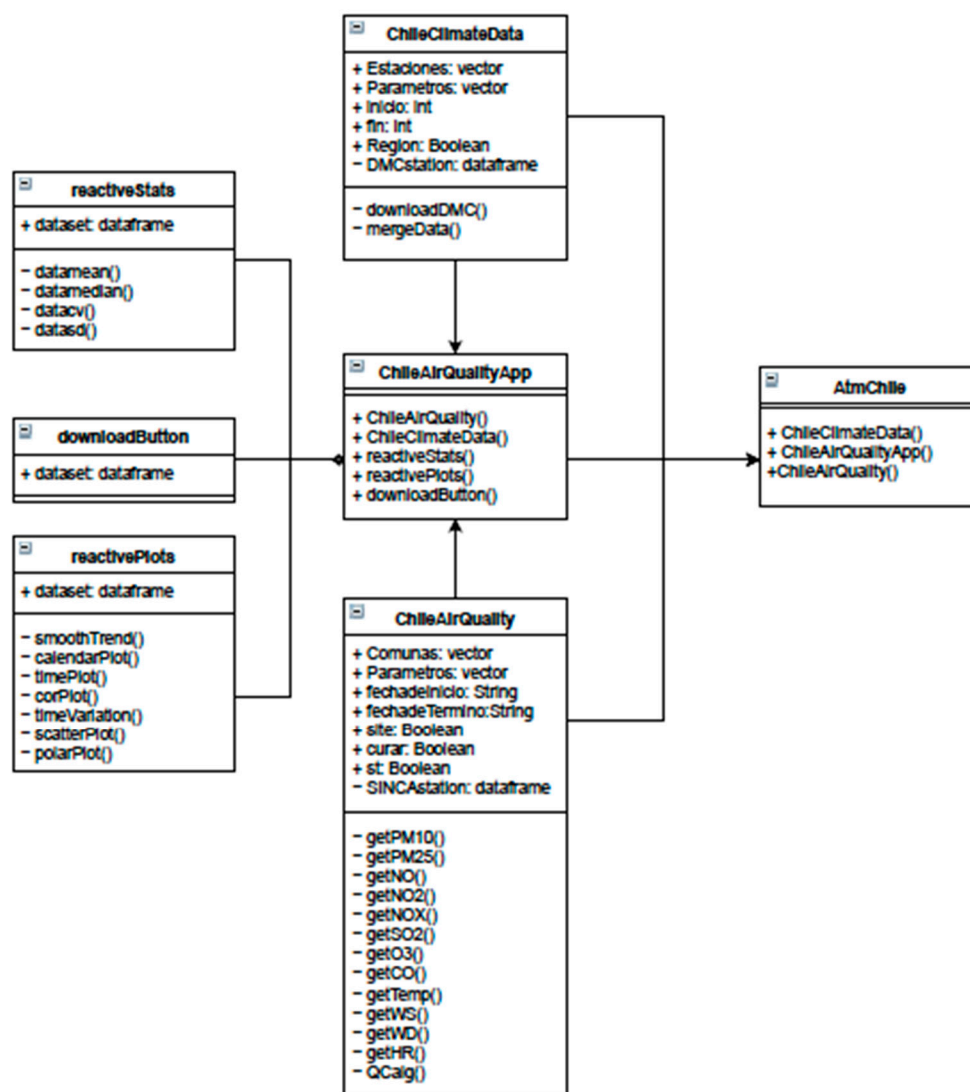 ChileClimateData
+ Estaciones: vector
+ Parametros: vector
+ inicio: int
+ fin: int
+ Region: Boolean
− DMCstation: dataframe
− downloadDMC()
− mergeData()
reactiveStats
+ dataset: dataframe
− datamean()
− datamedian()
− datacv()
− datasd()
downloadButton
+ dataset: dataframe
reactivePlots
+ dataset: dataframe
− smoothTrend()
− calendarPlot()
− timePlot()
− corPlot()
− timeVariation()
− scatterPlot()
− polarPlot()
ChileAirQualityApp
+ ChileAirQuality()
+ ChileClimateData()
+ reactiveStats()
+ reactivePlots()
+ downloadButton()
ChileAirQuality
+ Comunas: vector
+ Parametros: vector
+ fechadeInicio: String
+ fechadeTermino:String
+ site: Boolean
+ curar: Boolean
+ st: Boolean
− SINCAstation: dataframe
− getPM10()
− getPM25()
− getNO()
− getNO2()
− getNOX()
− getSO2()
− getO3()
− getCO()
− getTemp()
− getWS()
− getWD()
− getHR()
− QCalg()
AtmChile
+ ChileClimateData()
+ ChileAirQualityApp()
+ChileAirQuality()